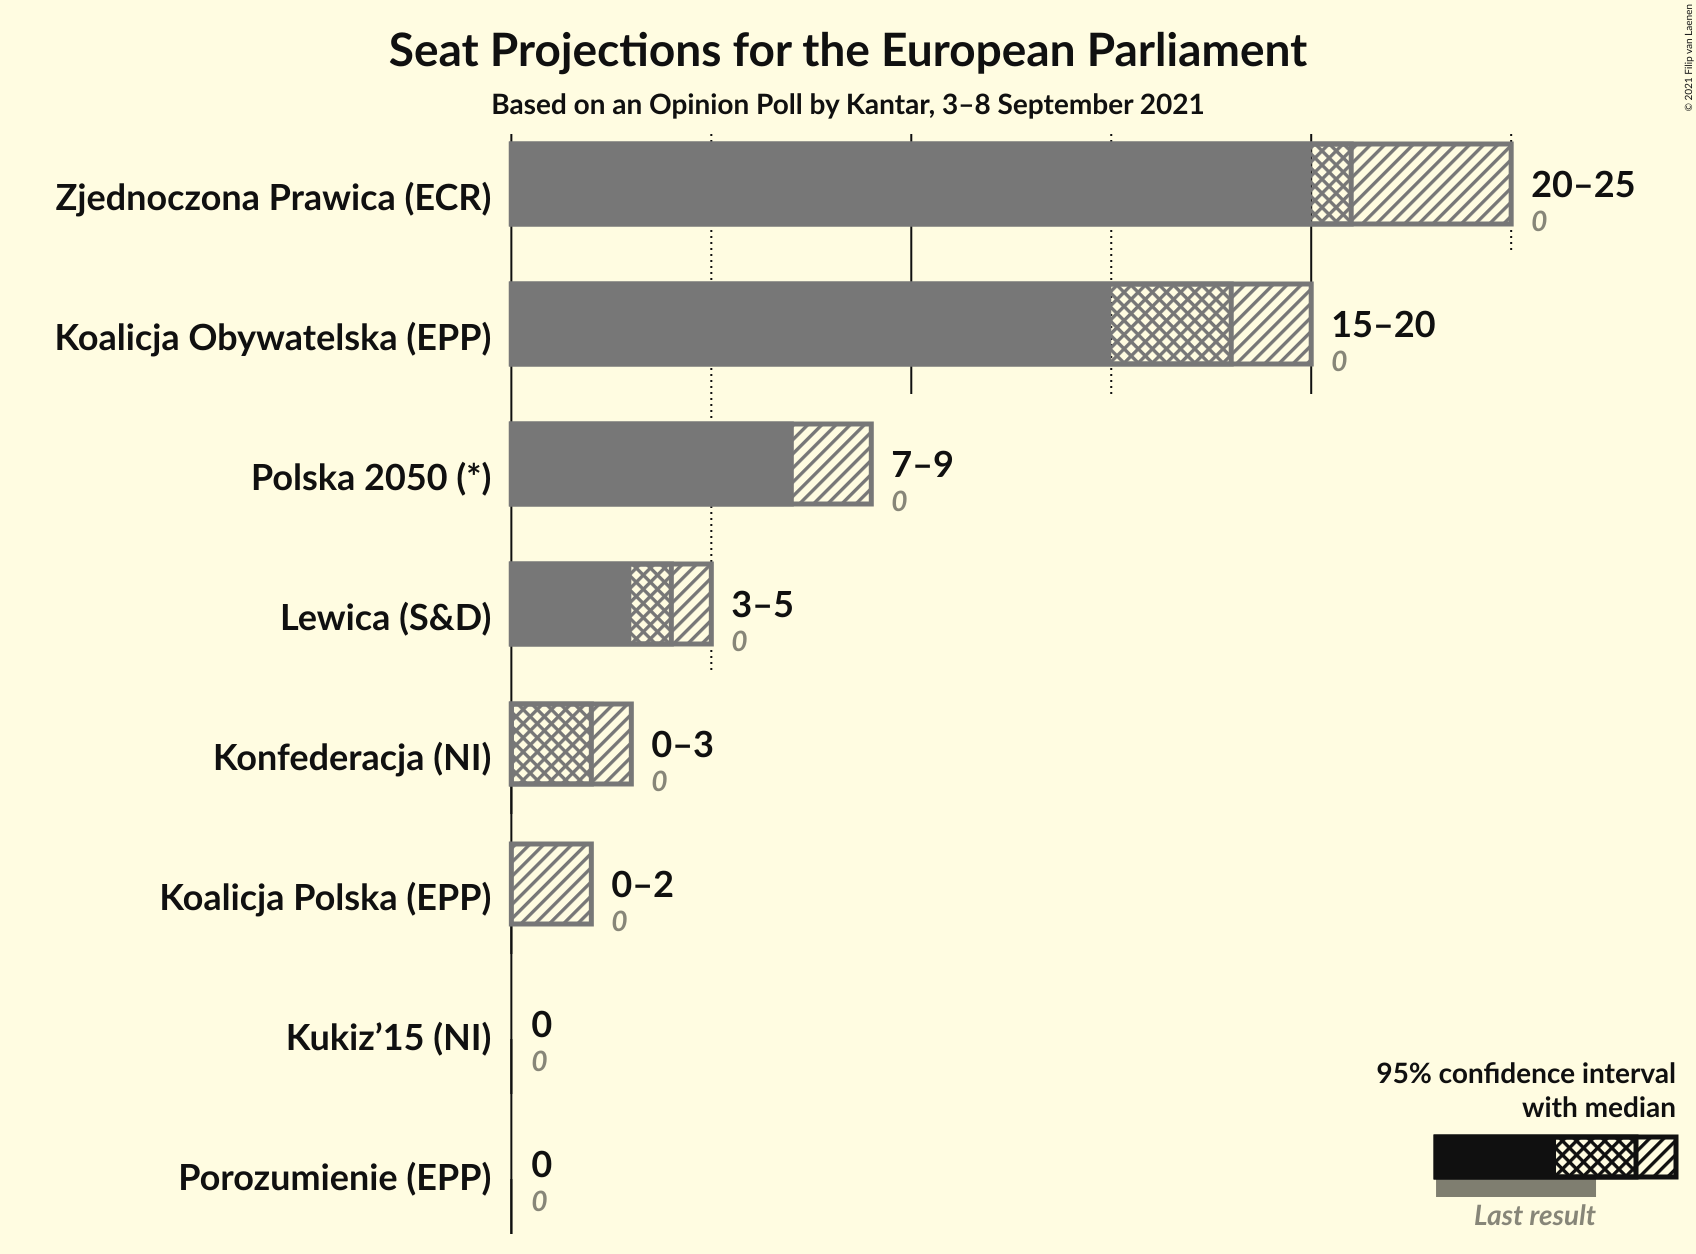 Seat Projections for the European Parliament
Based on an Opinion Poll by Kantar, 3–8 September 2021
© 2021 Filip van Laenen
Zjednoczona Prawica (ECR)
20–25
0
Koalicja Obywatelska (EPP)
15–20
0
Polska 2050 (*)
7–9
0
Lewica (S&D)
3–5
0
Konfederacja (NI)
0–3
0
Koalicja Polska (EPP)
0–2
0
Kukiz’15 (NI)
0
0
Porozumienie (EPP)
0
0
95% confidence interval
with median
Last result